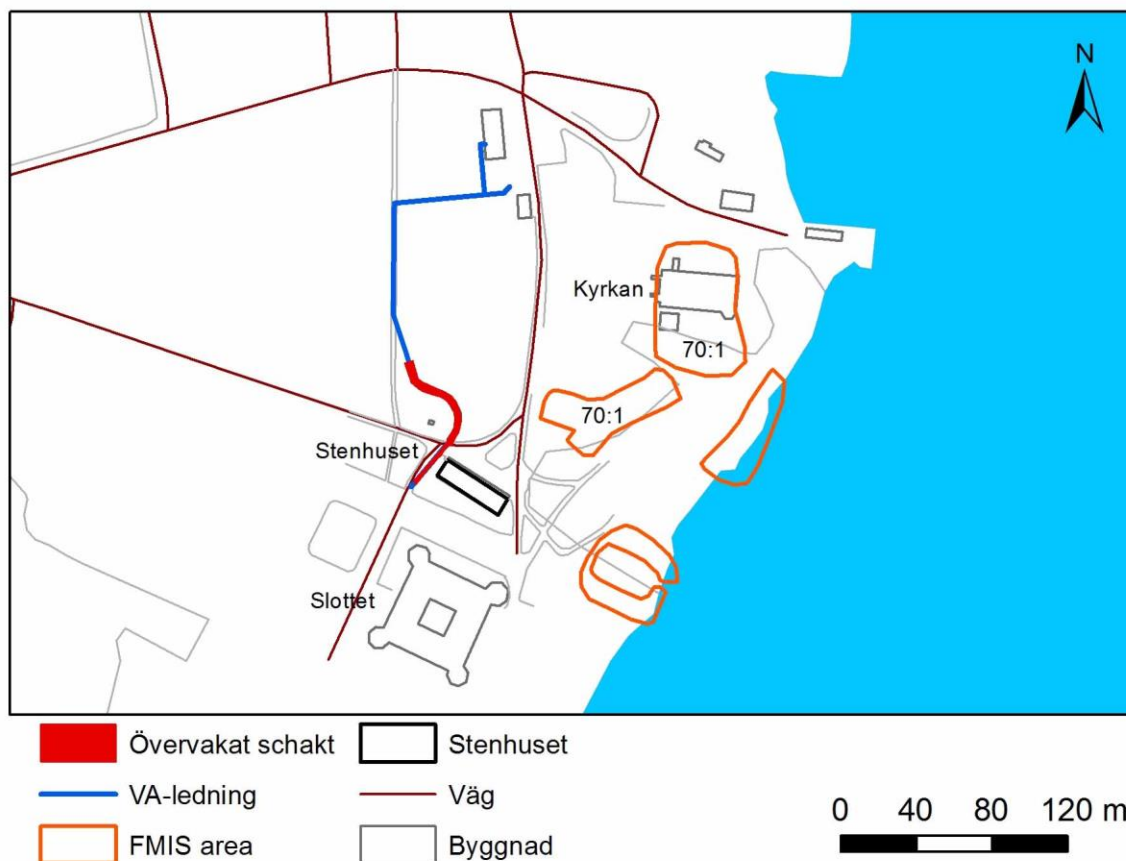 N
Kyrkan
70:1
70:1
Stenhuset
Slottet
Övervakat schakt
Stenhuset
VA-ledning
Väg
FMIS area
Byggnad
0 40 80 120 m